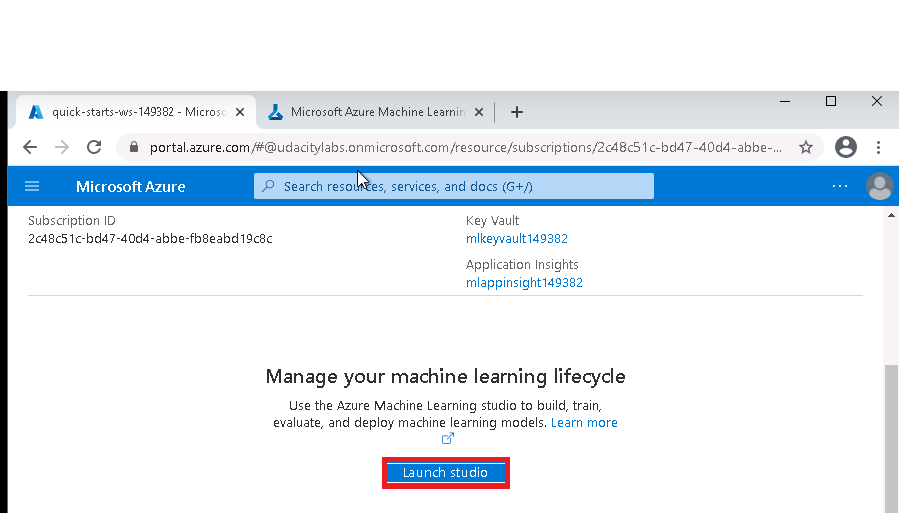 quick-starts-ws-149382 - Microso
Microsoft Azure Machine Learnin
portal.azure.com/#@udacitylabs.onmicrosoft.com/resource/subscriptions/2c48c51c-bd47-40d4-abbe-...
Microsoft Azure
Search resources, services, and docs (G+/)
Subscription ID
2c48c51c-bd47-40d4-abbe-fb8eabd19c8c
Key Vault
mlkeyvault149382
Application Insights
mlappinsight149382
Manage your machine learning lifecycle
Use the Azure Machine Learning studio to build, train,
evaluate, and deploy machine learning models. Learn more
Launch studio